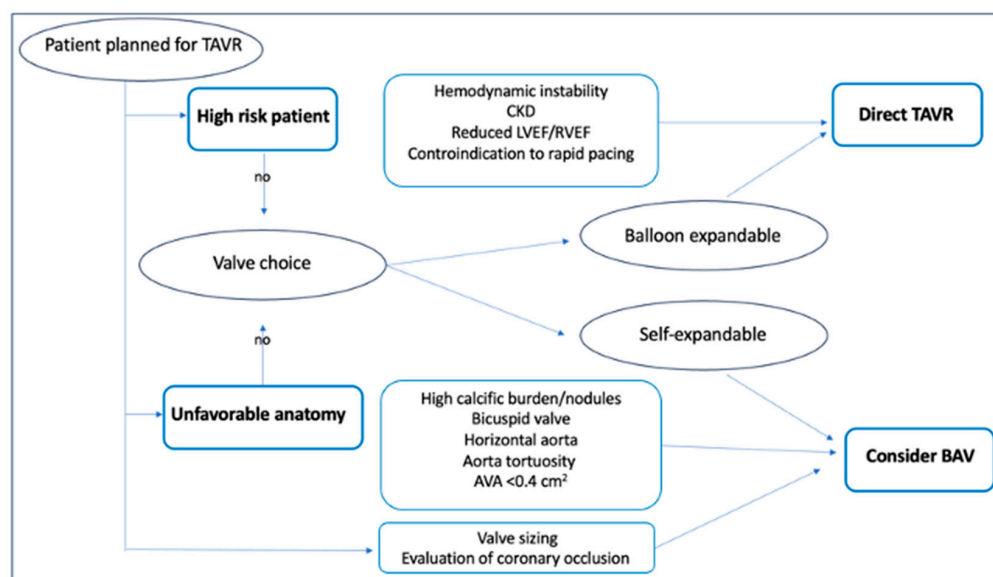 Patient planned for TAVR
High risk patient
Hemodynamic instability
CKD
Reduced LVEF/RVEF
Controindication to rapid pacing
Direct TAVR
no
Valve choice
Balloon expandable
Self-expandable
no
Unfavorable anatomy
High calcific burden/nodules
Bicuspid valve
Horizontal aorta
Aorta tortuosity
AVA <0.4 cm²
Consider BAV
Valve sizing
Evaluation of coronary occlusion